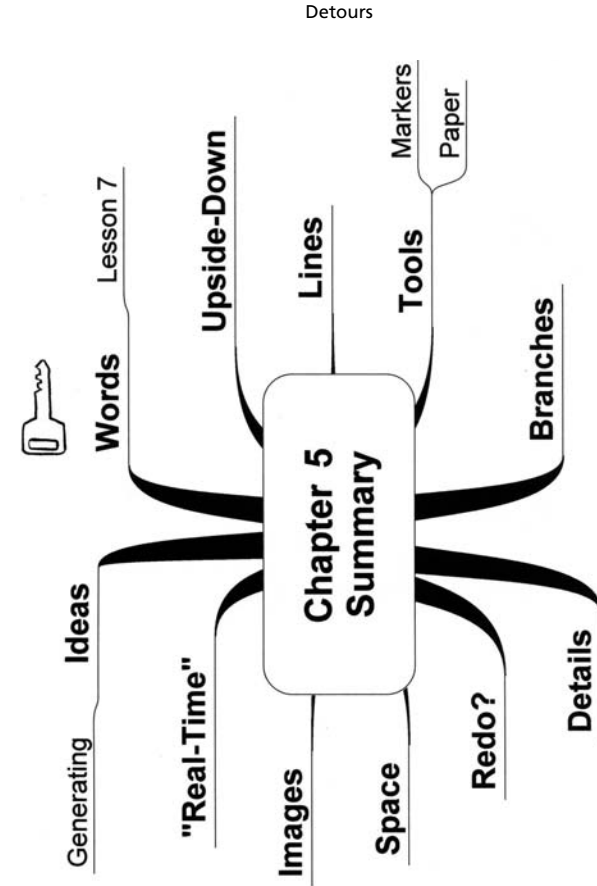 Detours
Chapter 5
Summary
Words
Lesson 7
Upside-Down
Lines
Tools
Markers
Paper
Branches
Details
Redo?
Space
Images
"Real-Time"
Ideas
Generating